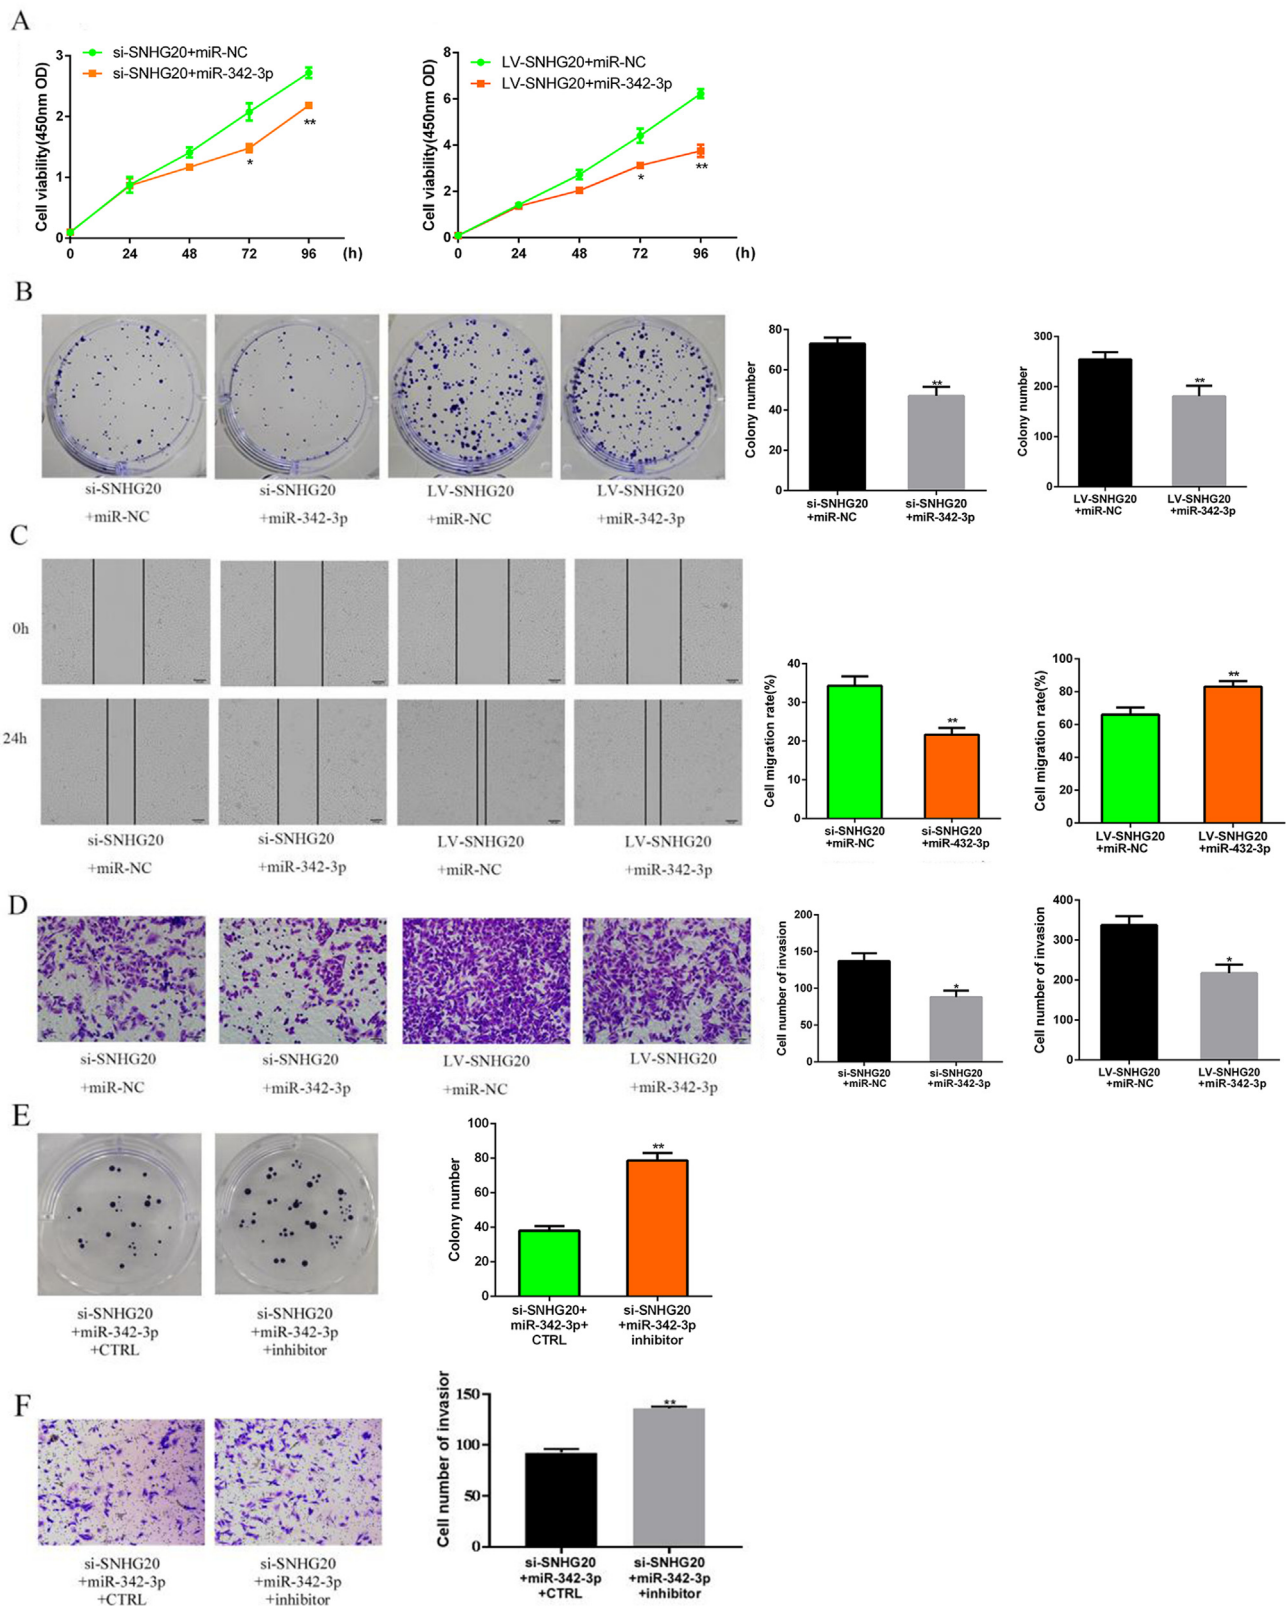 A
si-SNHG20+miR-NC
si-SNHG20+miR-342-3p
Cell viability(450nm OD)
3
2
1
0
*
**
0 24 48 72 96 (h)
LV-SNHG20+miR-NC
LV-SNHG20+miR-342-3p
Cell viability(450nm OD)
8
6
4
2
0
*
**
0 24 48 72 96 (h)
B
si-SNHG20
+miR-NC
si-SNHG20
+miR-342-3p
LV-SNHG20
+miR-NC
LV-SNHG20
+miR-342-3p
Colony number
80
60
40
20
0
**
si-SNHG20
+miR-NC
si-SNHG20
+miR-342-3p
Colony number
300
200
100
0
**
LV-SNHG20
+miR-NC
LV-SNHG20
+miR-342-3p
C
0h
24h
si-SNHG20
+miR-NC
si-SNHG20
+miR-342-3p
LV-SNHG20
+miR-NC
LV-SNHG20
+miR-342-3p
Cell migration rate(%)
40
30
20
10
0
**
si-SNHG20
+miR-NC
si-SNHG20
+miR-432-3p
Cell migration rate(%)
100
80
60
40
20
0
**
LV-SNHG20
+miR-NC
LV-SNHG20
+miR-432-3p
D
si-SNHG20
+miR-NC
si-SNHG20
+miR-342-3p
LV-SNHG20
+miR-NC
LV-SNHG20
+miR-342-3p
Cell number of invasion
200
150
100
50
0
*
si-SNHG20
+miR-NC
si-SNHG20
+miR-342-3p
Cell number of invasion
400
300
200
100
0
*
LV-SNHG20
+miR-NC
LV-SNHG20
+miR-342-3p
E
si-SNHG20
+miR-342-3p
+CTRL
si-SNHG20
+miR-342-3p
+inhibitor
Colony number
100
80
60
40
20
0
**
si-SNHG20+
miR-342-3p+
CTRL
si-SNHG20
+miR-342-3p
inhibitor
F
si-SNHG20
+miR-342-3p
+CTRL
si-SNHG20
+miR-342-3p
+inhibitor
Cell number of invasior
150
100
50
0
**
si-SNHG20
+miR-342-3p
+CTRL
si-SNHG20
+miR-342-3p
+inhibitor